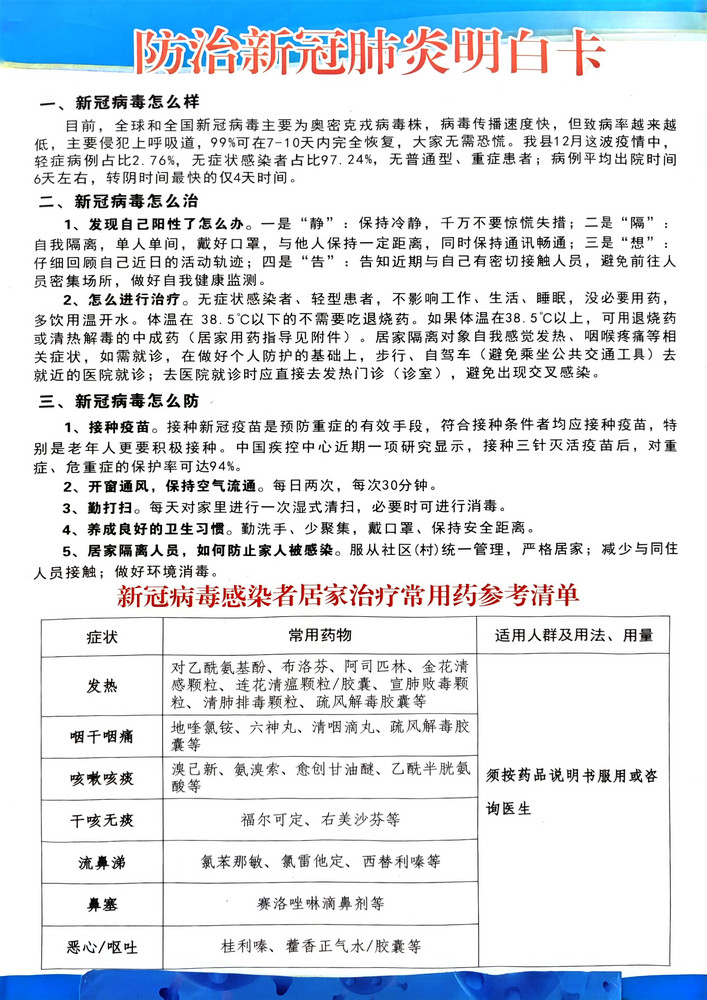 防治新冠肺炎明白卡
一、新冠病毒怎么样
目前，全球和全国新冠病毒主要为奥密克戎病毒株，病毒传播速度快，但致病率越来越
低，主要侵犯上呼吸道，99%可在7-10天内完全恢复，大家无需恐慌。我县12月这波疫情中，
轻症病例占比2.76%，无症状感染者占比97.24%，无普通型、重症患者；病例平均出院时间
6天左右，转阴时间最快的仅4天时间。
二、新冠病毒怎么治
1、发现自己阳性了怎么办。一是“静”：保持冷静，千万不要惊慌失措；二是“隔”：
自我隔离，单人单间，戴好口罩，与他人保持一定距离，同时保持通讯畅通；三是“想”：
仔细回顾自己近日的活动轨迹；四是“告”：告知近期与自己有密切接触人员，避免前往人
员密集场所，做好自我健康监测。
2、怎么进行治疗。无症状感染者、轻型患者，不影响工作、生活、睡眠，没必要用药，
多饮用温开水。体温在 38.5℃以下的不需要吃退烧药。如果体温在38.5℃以上，可用退烧药
或清热解毒的中成药（居家用药指导见附件）。居家隔离对象自我感觉发热、咽喉疼痛等相
关症状，如需就诊，在做好个人防护的基础上，步行、自驾车（避免乘坐公共交通工具）去
就近的医院就诊；去医院就诊时应直接去发热门诊（诊室），避免出现交叉感染。
三、新冠病毒怎么防
1、接种疫苗。接种新冠疫苗是预防重症的有效手段，符合接种条件者均应接种疫苗，特
别是老年人更要积极接种。中国疾控中心近期一项研究显示，接种三针灭活疫苗后，对重
症、危重症的保护率可达94%。
2、开窗通风，保持空气流通。每日两次，每次30分钟。
3、勤打扫。每天对家里进行一次湿式清扫，必要时可进行消毒。
4、养成良好的卫生习惯。勤洗手、少聚集，戴口罩、保持安全距离。
5、居家隔离人员，如何防止家人被感染。服从社区(村)统一管理，严格居家；减少与同住
人员接触；做好环境消毒。
新冠病毒感染者居家治疗常用药参考清单
症状
常用药物
适用人群及用法、用量
发热
对乙酰氨基酚、布洛芬、阿司匹林、金花清
感颗粒、连花清瘟颗粒/胶囊、宣肺败毒颗
粒、清肺排毒颗粒、疏风解毒胶囊等
咽干咽痛
地喹氯铵、六神丸、清咽滴丸、疏风解毒胶
囊等
咳嗽咳痰
溴己新、氨溴索、愈创甘油醚、乙酰半胱氨
酸等
干咳无痰
福尔可定、右美沙芬等
流鼻涕
氯苯那敏、氯雷他定、西替利嗪等
鼻塞
赛洛唑啉滴鼻剂等
恶心/呕吐
桂利嗪、藿香正气水/胶囊等
须按药品说明书服用或咨
询医生